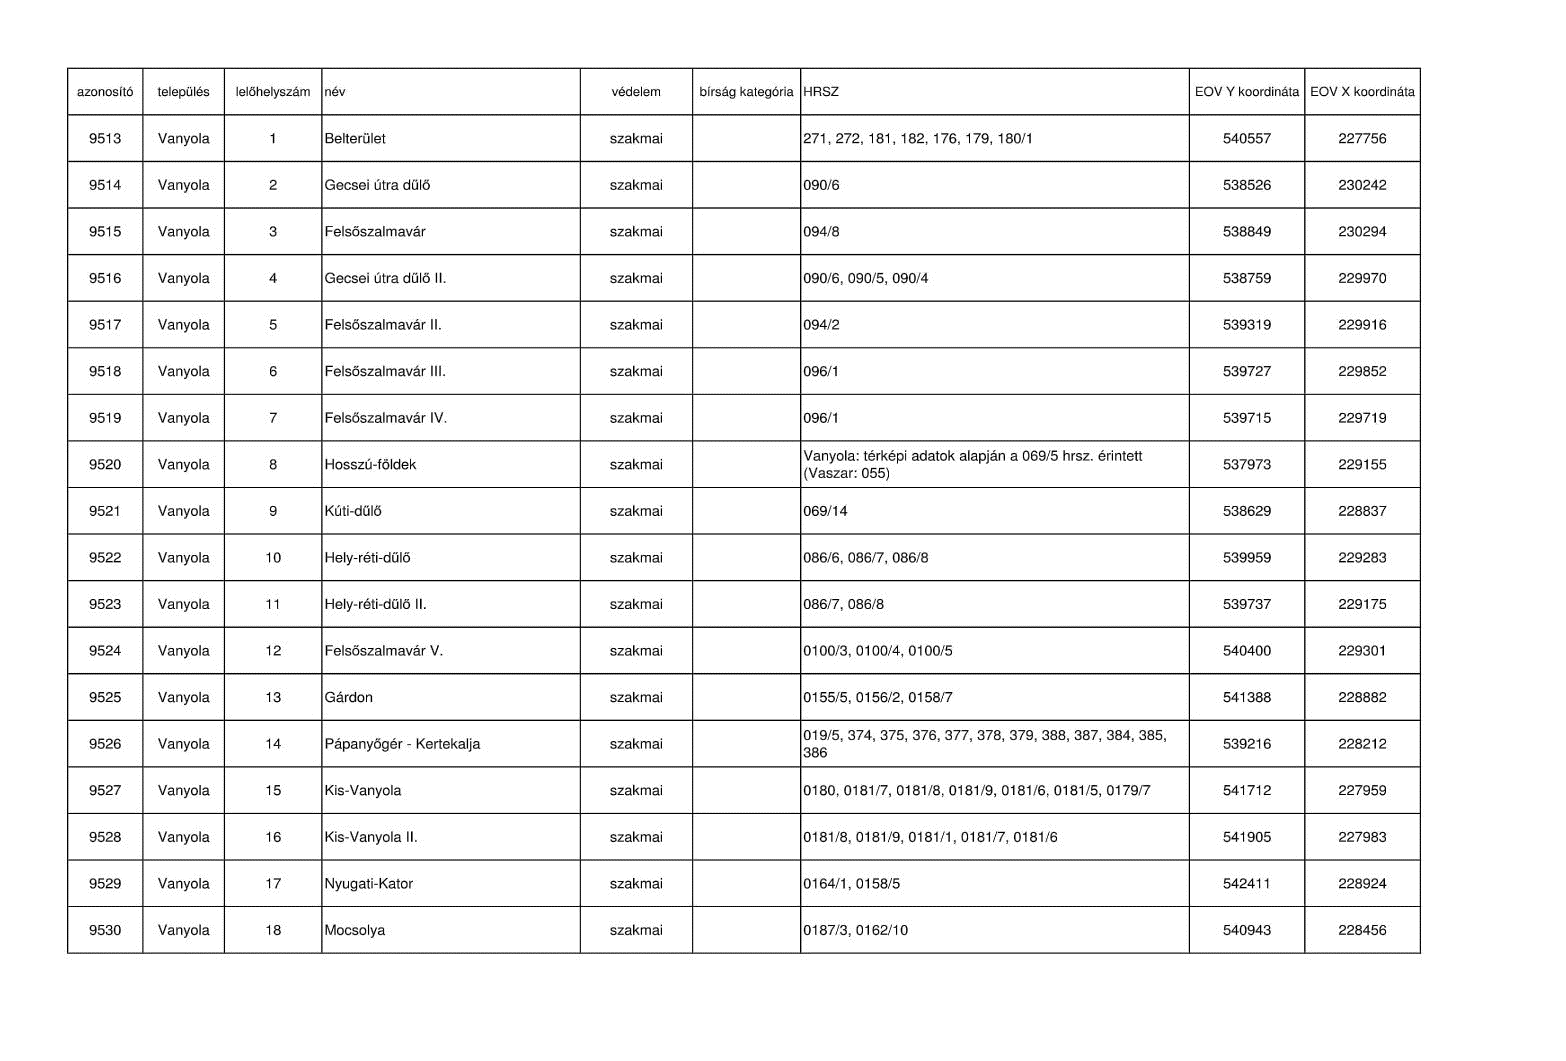 azonosító település lelőhelyszám név védelem bírság kategória HRSZ EOV Y koordináta EOV X koordináta
9513 Vanyola 1 Belterület szakmai 271, 272, 181, 182, 176, 179, 180/1 540557 227756
9514 Vanyola 2 Gecsei útra dűlő szakmai 090/6 538526 230242
9515 Vanyola 3 Felsőszalmavár szakmai 094/8 538849 230294
9516 Vanyola 4 Gecsei útra dűlő II. szakmai 090/6, 090/5, 090/4 538759 229970
9517 Vanyola 5 Felsőszalmavár II. szakmai 094/2 539319 229916
9518 Vanyola 6 Felsőszalmavár III. szakmai 096/1 539727 229852
9519 Vanyola 7 Felsőszalmavár IV. szakmai 096/1 539715 229719
9520 Vanyola 8 Hosszú-földek szakmai Vanyola: térképi adatok alapján a 069/5 hrsz. érintett
(Vaszar: 055) 537973 229155
9521 Vanyola 9 Kúti-dűlő szakmai 069/14 538629 228837
9522 Vanyola 10 Hely-réti-dűlő szakmai 086/6, 086/7, 086/8 539959 229283
9523 Vanyola 11 Hely-réti-dűlő II. szakmai 086/7, 086/8 539737 229175
9524 Vanyola 12 Felsőszalmavár V. szakmai 0100/3, 0100/4, 0100/5 540400 229301
9525 Vanyola 13 Gárdon szakmai 0155/5, 0156/2, 0158/7 541388 228882
9526 Vanyola 14 Pápanyőgér - Kertekalja szakmai 019/5, 374, 375, 376, 377, 378, 379, 388, 387, 384, 385,
386 539216 228212
9527 Vanyola 15 Kis-Vanyola szakmai 0180, 0181/7, 0181/8, 0181/9, 0181/6, 0181/5, 0179/7 541712 227959
9528 Vanyola 16 Kis-Vanyola II. szakmai 0181/8, 0181/9, 0181/1, 0181/7, 0181/6 541905 227983
9529 Vanyola 17 Nyugati-Kator szakmai 0164/1, 0158/5 542411 228924
9530 Vanyola 18 Mocsolya szakmai 0187/3, 0162/10 540943 228456